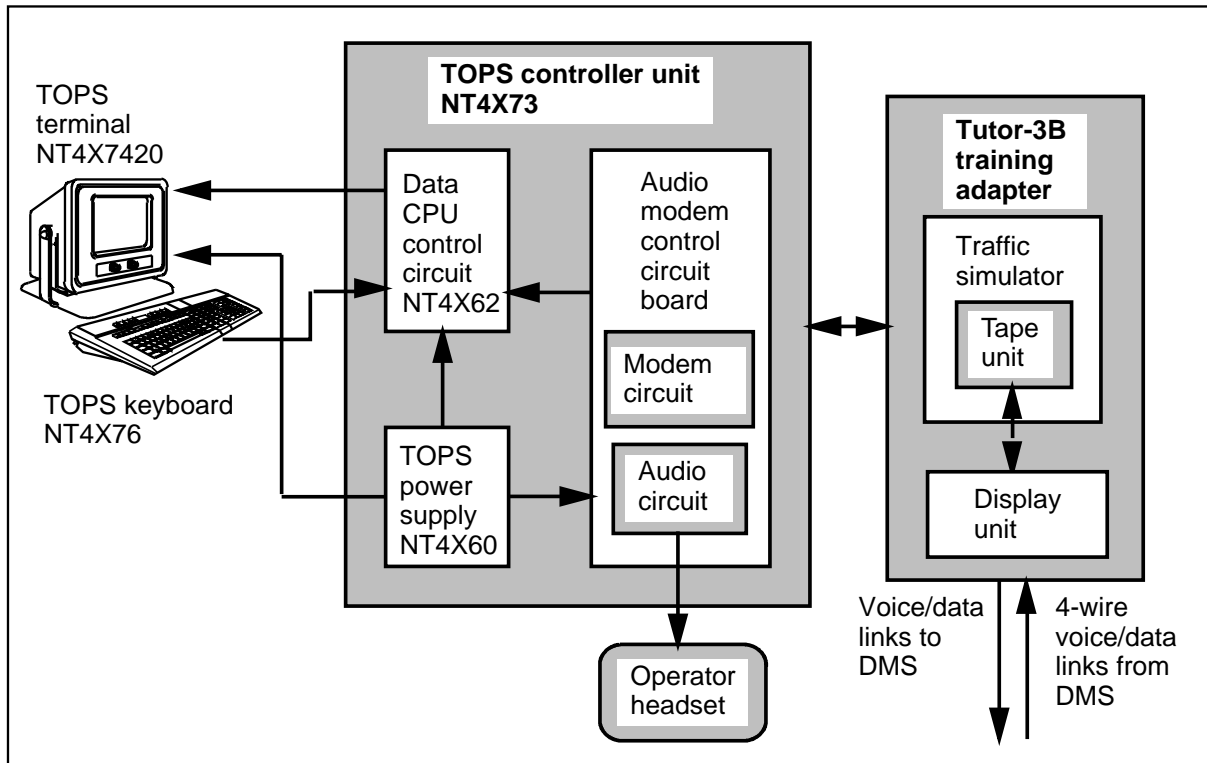 TOPS
terminal
NT4X7420
TOPS keyboard
NT4X76
TOPS controller unit
NT4X73
Data
CPU
control
circuit
NT4X62
TOPS
power
supply
NT4X60
Audio
modem
control
circuit
board
Modem
circuit
Audio
circuit
Operator
headset
Tutor-3B
training
adapter
Traffic
simulator
Tape
unit
Display
unit
Voice/data
links to
DMS
4-wire
voice/data
links from
DMS